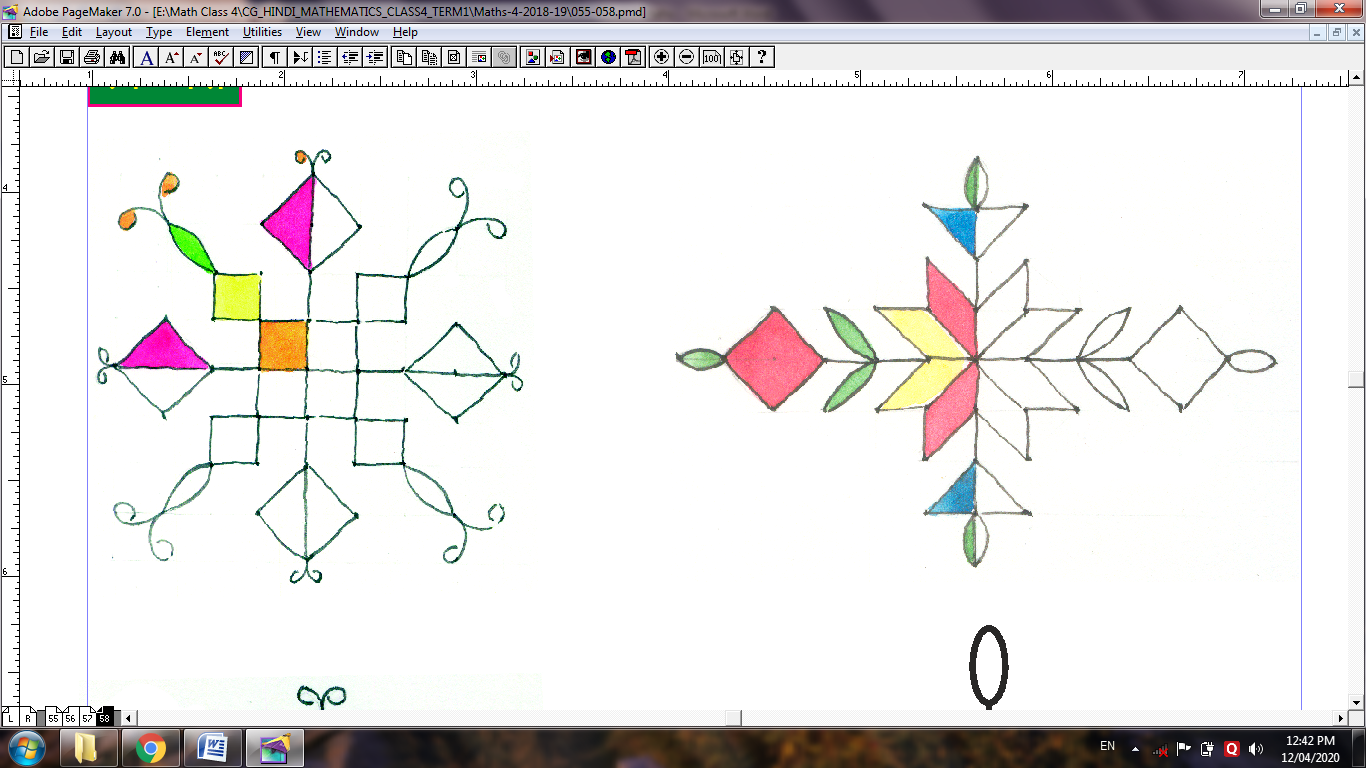 Adobe PageMaker 7.0 - [E:\Math Class 4\CG_HINDI_MATHEMATICS_CLASS4_TERM1\Maths-4-2018-19\055-058.pmd]
File Edit Layout Type Element Utilities View Window Help
A A A ABC ¶ 100 ?
1 2 3 4 5 6 7
4
5
6
L R 55 56 57 58
EN 12:42 PM
12/04/2020